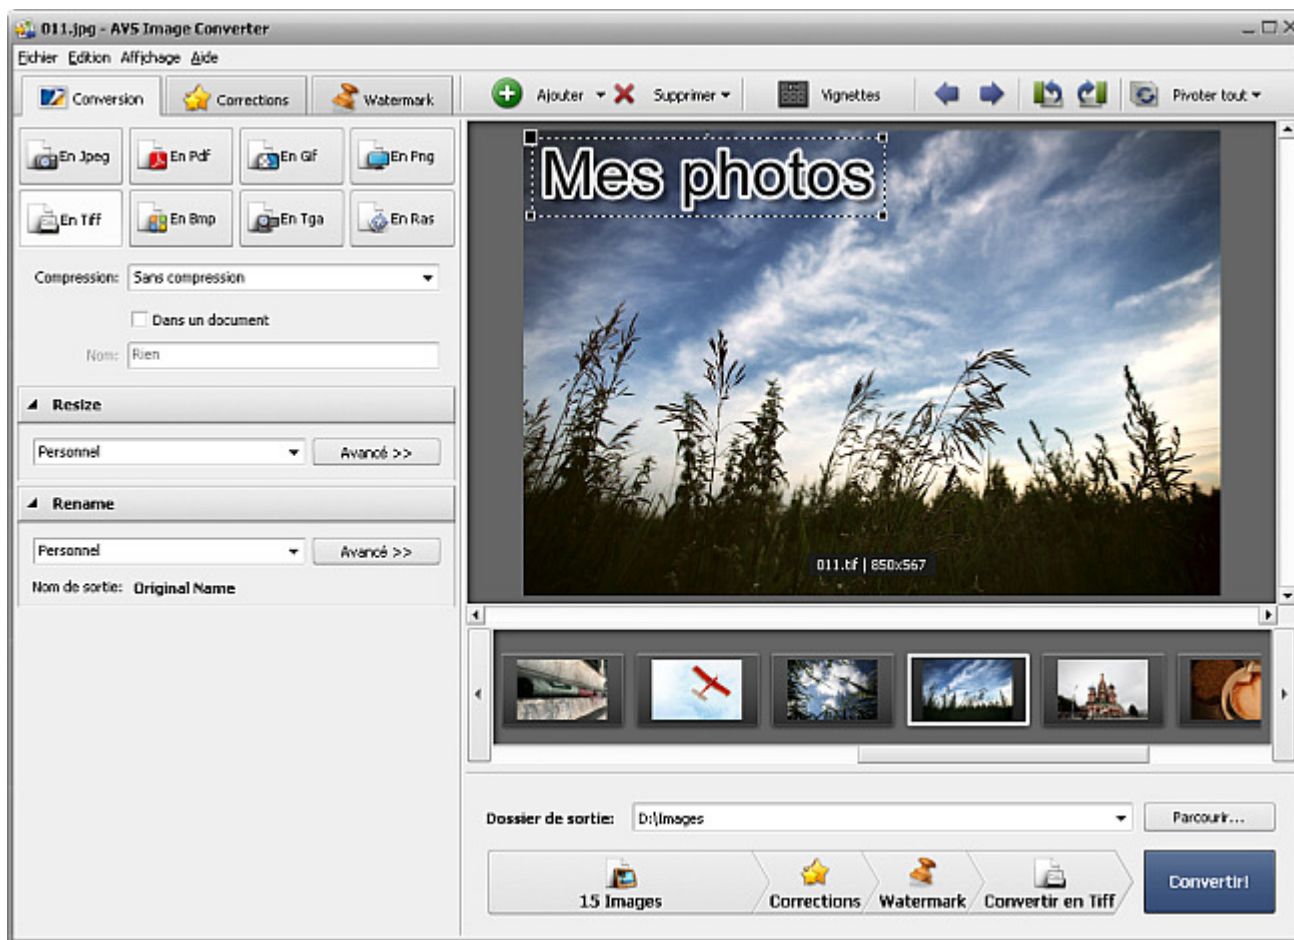 011.jpg - AVS Image Converter
Fichier Edition Affichage Aide
Conversion Corrections Watermark
Ajouter Supprimer Vignettes Pivoter tout
En Jpeg En Pdf En Gif En Png
En Tiff En Bmp En Tga En Ras
Compression: Sans compression
Dans un document
Nom: Rien
Resize
Personnel Avancé >>
Rename
Personnel Avancé >>
Nom de sortie: Original Name
Mes photos
011.tif | 850x567
Dossier de sortie: D:\Images Parcourir...
15 Images Corrections Watermark Convertir en Tiff Convertir!